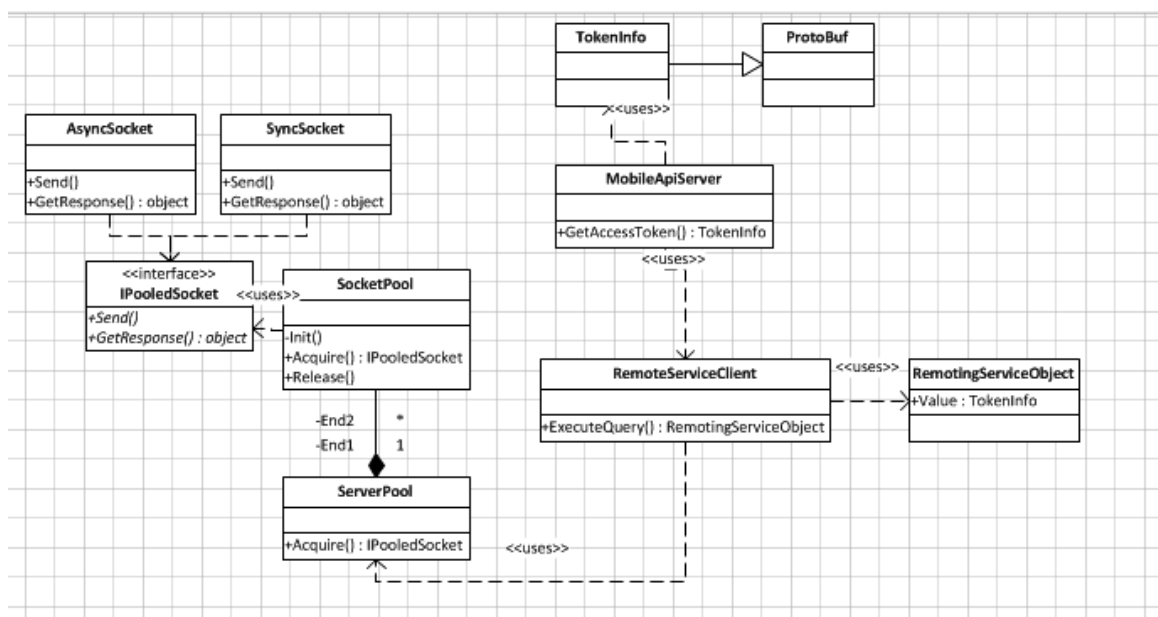 TokenInfo
ProtoBuf
<<uses>>
AsyncSocket
SyncSocket
+Send()
+GetResponse() : object
+Send()
+GetResponse() : object
MobileApiServer
+GetAccessToken() : TokenInfo
<<uses>>
<<interface>>
IPooledSocket
+Send()
+GetResponse() : object
<<uses>>
SocketPool
-Init()
+Acquire() : IPooledSocket
+Release()
RemoteServiceClient
+ExecuteQuery() : RemotingServiceObject
<<uses>>
RemotingServiceObject
+Value : TokenInfo
-End2 *
-End1 1
ServerPool
+Acquire() : IPooledSocket
<<uses>>